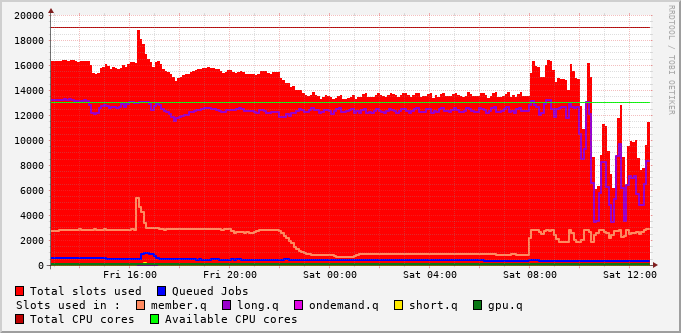 20000
18000
16000
14000
12000
10000
8000
6000
4000
2000
0
Fri 16:00 Fri 20:00 Sat 00:00 Sat 04:00 Sat 08:00 Sat 12:00
RRDTOOL / TOBI OETIKER
Total slots used Queued Jobs
Slots used in : member.q long.q ondemand.q short.q gpu.q
Total CPU cores Available CPU cores